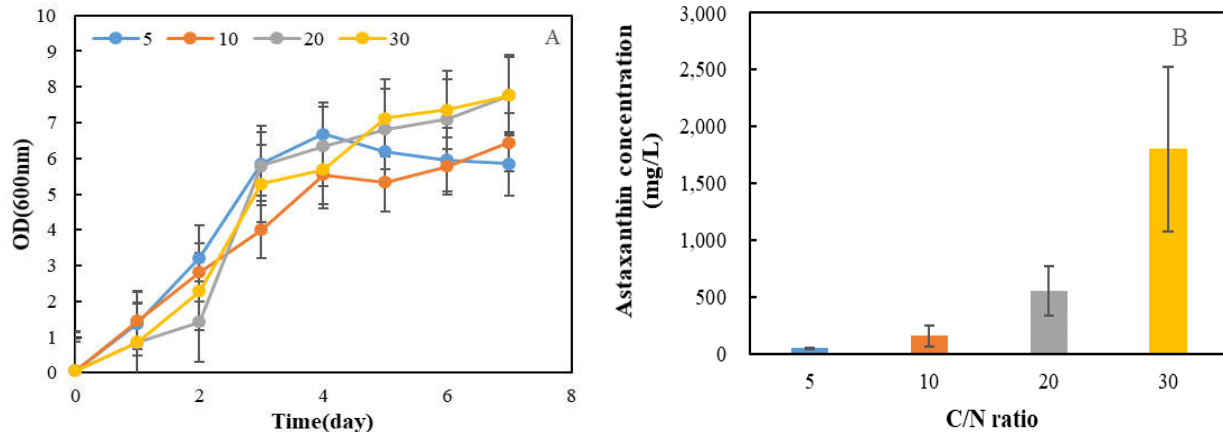 10
9
8
7
6
5
4
3
2
1
0
OD(600nm)
5 10 20 30
A
0 2 4 6 8
Time(day)
3,000
2,500
2,000
1,500
1,000
500
0
Astaxanthin concentration
(mg/L)
B
5 10 20 30
C/N ratio